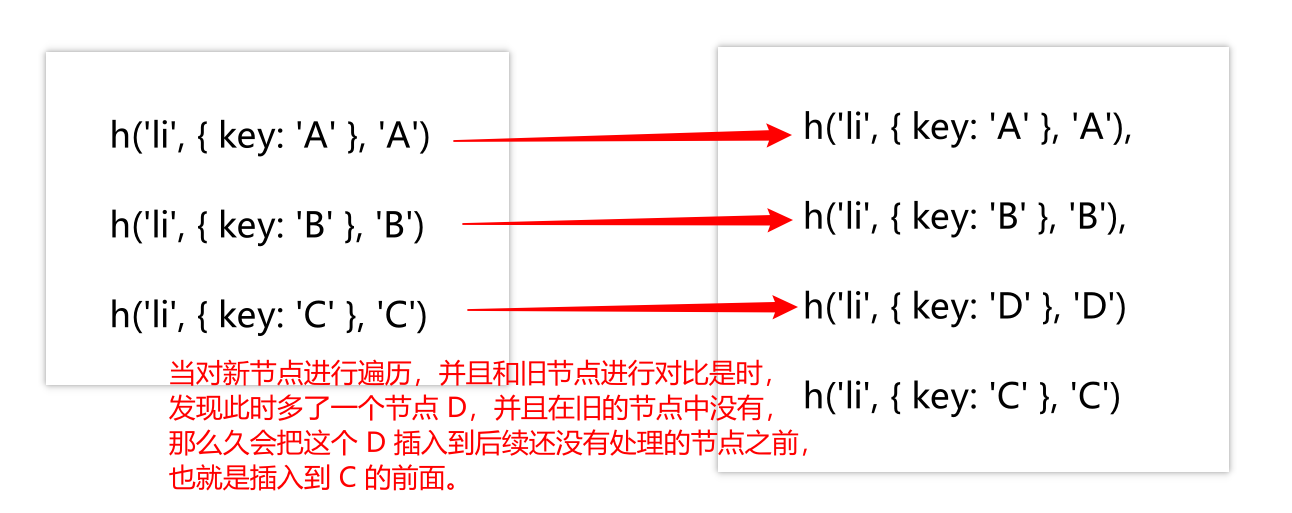 h('li', { key: 'A' }, 'A')
h('li', { key: 'B' }, 'B')
h('li', { key: 'C' }, 'C')
h('li', { key: 'A' }, 'A'),
h('li', { key: 'B' }, 'B'),
h('li', { key: 'D' }, 'D')
h('li', { key: 'C' }, 'C')
当对新节点进行遍历，并且和旧节点进行对比是时，
发现此时多了一个节点 D，并且在旧的节点中没有，
那么久会把这个 D 插入到后续还没有处理的节点之前，
也就是插入到 C 的前面。